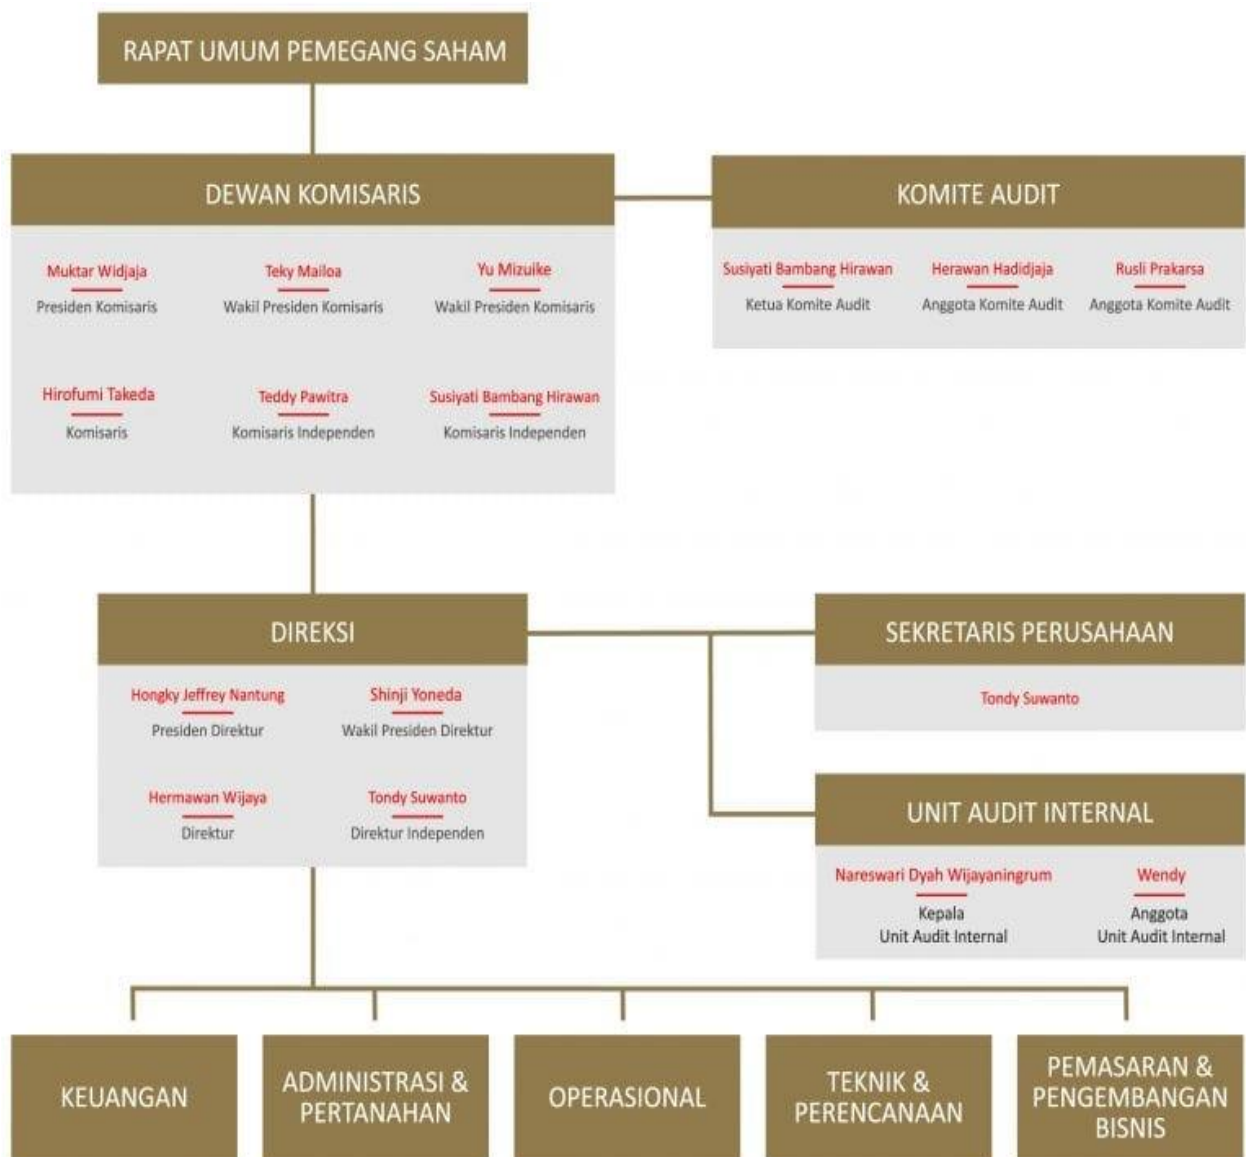 RAPAT UMUM PEMEGANG SAHAM
DEWAN KOMISARIS
Muktar Widjaja
Presiden Komisaris
Teky Mailoa
Wakil Presiden Komisaris
Yu Mizuike
Wakil Presiden Komisaris
Hirofumi Takeda
Komisaris
Teddy Pawitra
Komisaris Independen
Susiyati Bambang Hirawan
Komisaris Independen
KOMITE AUDIT
Susiyati Bambang Hirawan
Ketua Komite Audit
Herawan Hadidjaja
Anggota Komite Audit
Rusli Prakarsa
Anggota Komite Audit
DIREKSI
Hongky Jeffrey Nantung
Presiden Direktur
Shinji Yoneda
Wakil Presiden Direktur
Hermawan Wijaya
Direktur
Tondy Suwanto
Direktur Independen
SEKRETARIS PERUSAHAAN
Tondy Suwanto
UNIT AUDIT INTERNAL
Nareswari Dyah Wijayaningrum
Kepala
Unit Audit Internal
Wendy
Anggota
Unit Audit Internal
KEUANGAN
ADMINISTRASI &
PERTANAHAN
OPERASIONAL
TEKNIK &
PERENCANAAN
PEMASARAN &
PENGEMBANGAN
BISNIS